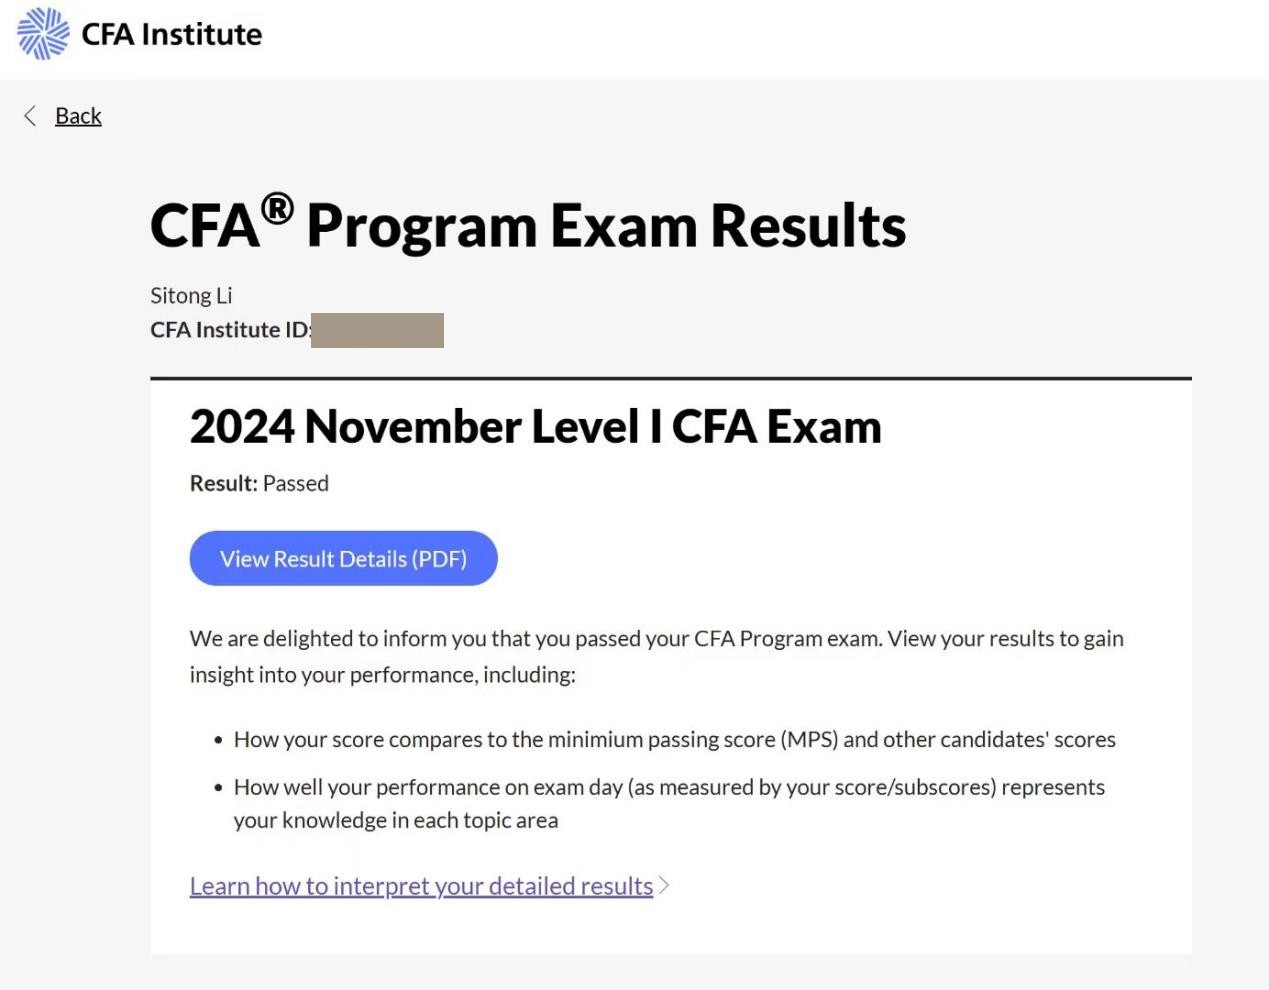 CFA Institute
Back
CFA® Program Exam Results
Sitong Li
CFA Institute ID:
2024 November Level I CFA Exam
Result: Passed
View Result Details (PDF)
We are delighted to inform you that you passed your CFA Program exam. View your results to gain
insight into your performance, including:
• How your score compares to the minimium passing score (MPS) and other candidates' scores
• How well your performance on exam day (as measured by your score/subscores) represents
your knowledge in each topic area
Learn how to interpret your detailed results